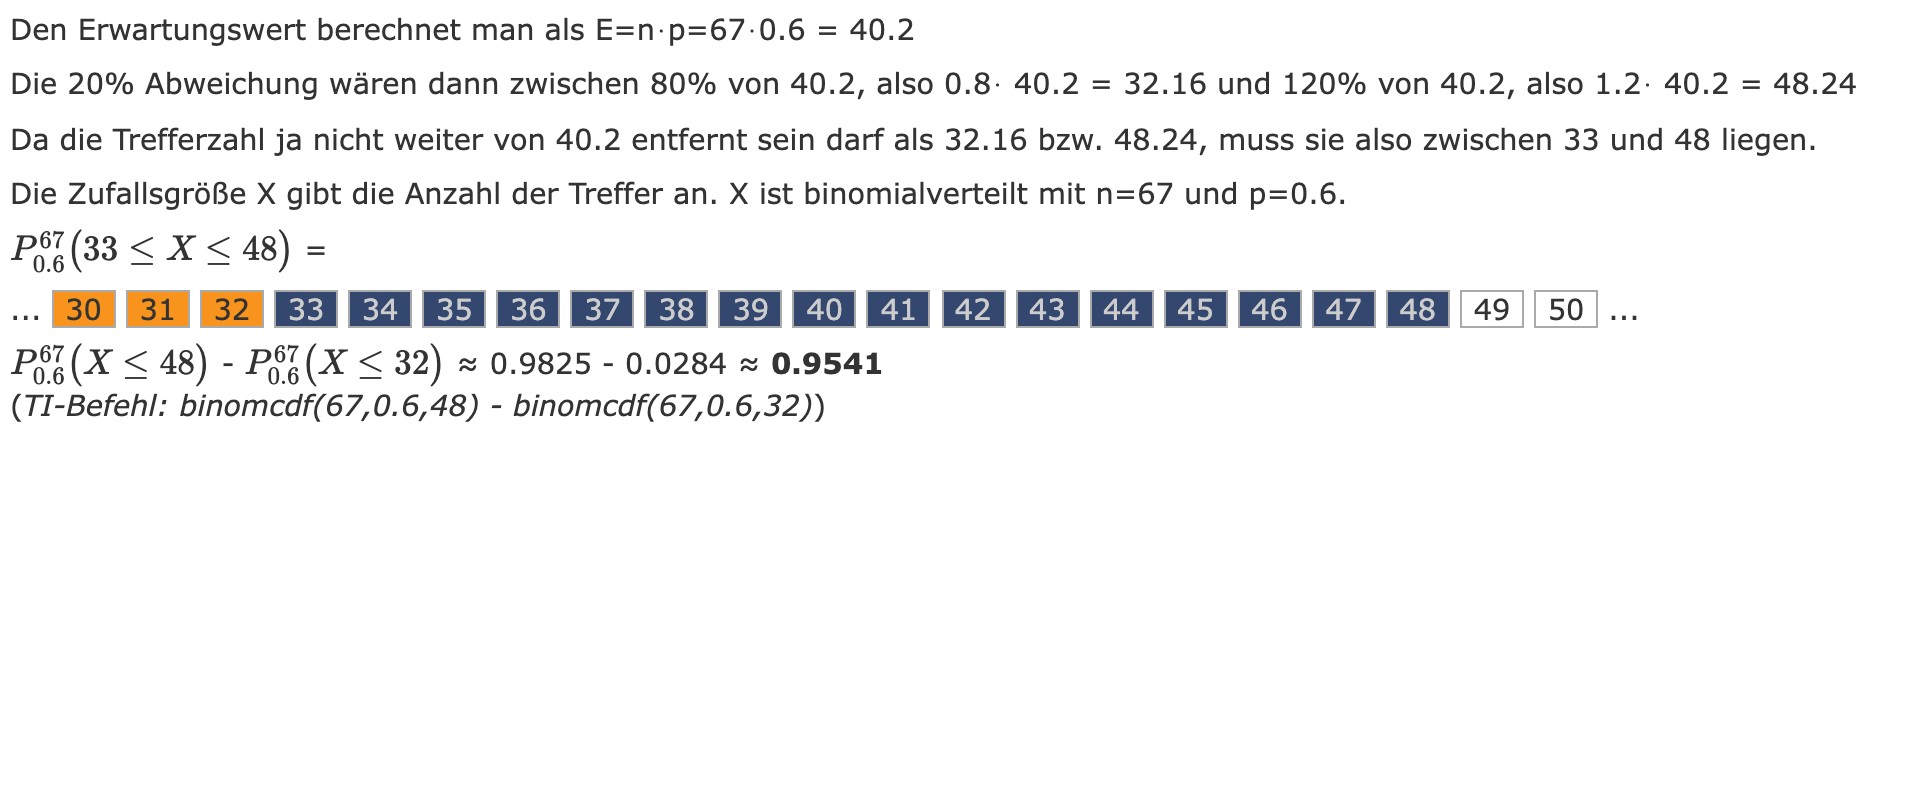 Den Erwartungswert berechnet man als E=n⋅p=67⋅0.6 = 40.2
Die 20% Abweichung wären dann zwischen 80% von 40.2, also 0.8⋅ 40.2 = 32.16 und 120% von 40.2, also 1.2⋅ 40.2 = 48.24
Da die Trefferzahl ja nicht weiter von 40.2 entfernt sein darf als 32.16 bzw. 48.24, muss sie also zwischen 33 und 48 liegen.
Die Zufallsgröße X gibt die Anzahl der Treffer an. X ist binomialverteilt mit n=67 und p=0.6.
$P_{0.6}^{67}(33 \leq X \leq 48)$ =
... 30 31 32 33 34 35 36 37 38 39 40 41 42 43 44 45 46 47 48 49 50 ...
$P_{0.6}^{67}(X \leq 48)$ - $P_{0.6}^{67}(X \leq 32)$ ≈ 0.9825 - 0.0284 ≈ 0.9541
(TI-Befehl: binomcdf(67,0.6,48) - binomcdf(67,0.6,32))